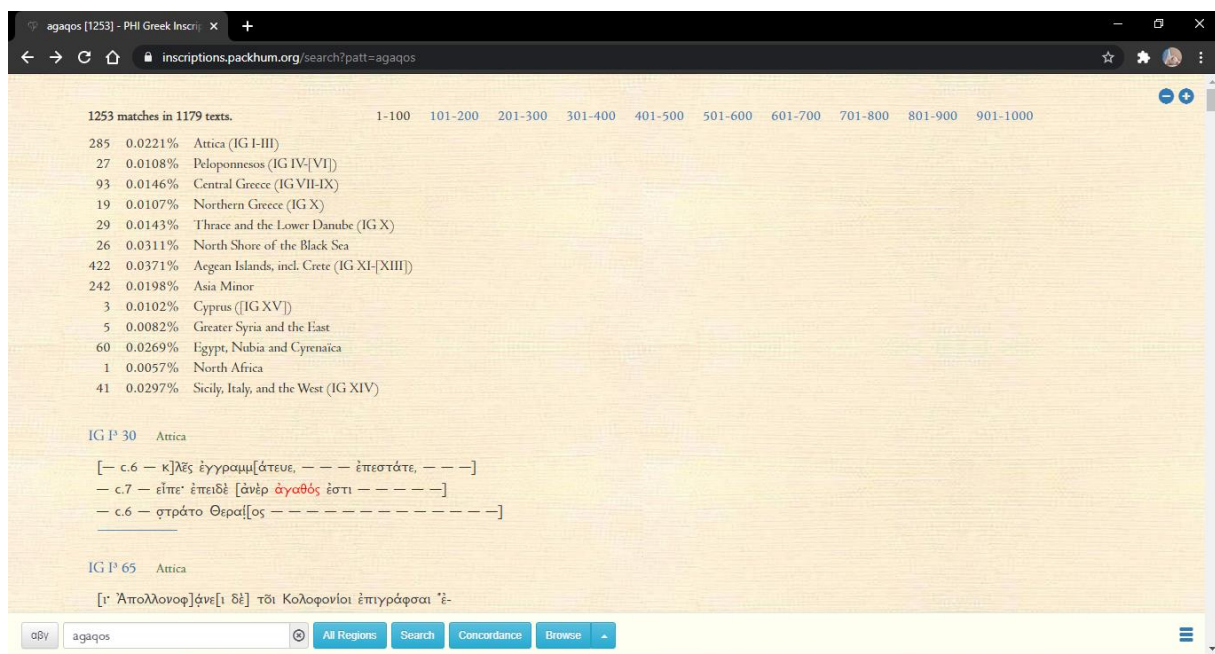 agaqos [1253] - PHI Greek Inscrip
inscriptions.packhum.org/search?patt=agaqos
1253 matches in 1179 texts. 1-100 101-200 201-300 301-400 401-500 501-600 601-700 701-800 801-900 901-1000
285 0.0221% Attica (IG I-III)
27 0.0108% Peloponnesos (IG IV-[VI])
93 0.0146% Central Greece (IG VII-IX)
19 0.0107% Northern Greece (IG X)
29 0.0143% Thrace and the Lower Danube (IG X)
26 0.0311% North Shore of the Black Sea
422 0.0371% Aegean Islands, incl. Crete (IG XI-[XIII])
242 0.0198% Asia Minor
3 0.0102% Cyprus ([IG XV])
5 0.0082% Greater Syria and the East
60 0.0269% Egypt, Nubia and Cyrenaïca
1 0.0057% North Africa
41 0.0297% Sicily, Italy, and the West (IG XIV)
IG I³ 30 Attica
[— c.6 — κ]λε͂ς ἐγγραμμ[άτευε, — — — ἐπεστάτε, — — —]
— c.7 — εἶπε· ἐπειδὲ [ἀνὲρ ἀγαθός ἐστι — — — — —]
— c.6 — σ̣τράτο Θεραί̣[ος — — — — — — — — — — — — —]
IG I³ 65 Attica
[ι· Ἀπολλονοφ]ά̣νε[ι δὲ] το͂ι Κολοφονίοι ἐπιγράφσαι "ἐ-
αβγ agaqos All Regions Search Concordance Browse